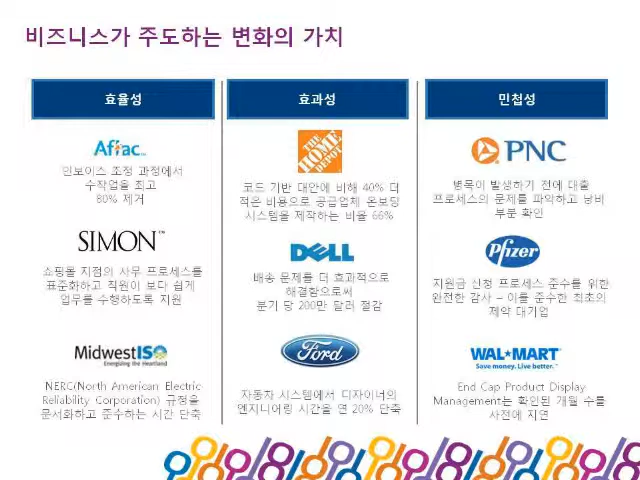 비즈니스가 주도하는 변화의 가치
효율성
Aflac
인보이스 조정 과정에서
수작업을 최고
80% 제거
SIMON™
쇼핑몰 지점의 사무 프로세스를
표준화하고 직원이 보다 쉽게
업무를 수행하도록 지원
MidwestISO
Energizing the Heartland
NERC(North American Electric
Reliability Corporation) 규정을
문서화하고 준수하는 시간 단축
효과성
THE HOME DEPOT
코드 기반 대안에 비해 40% 더
적은 비용으로 공급업체 온보딩
시스템을 제작하는 비율 66%
DELL
배송 문제를 더 효과적으로
해결함으로써
분기 당 200만 달러 절감
Ford
자동차 시스템에서 디자이너의
엔지니어링 시간을 연 20% 단축
민첩성
PNC
병목이 발생하기 전에 대출
프로세스의 문제를 파악하고 낭비
부분 확인
Pfizer
지원금 신청 프로세스 준수를 위한
완전한 감사 – 이를 준수한 최초의
제약 대기업
WAL★MART
Save money. Live better.™
End Cap Product Display
Management는 확인된 개월 수를
사전에 지연